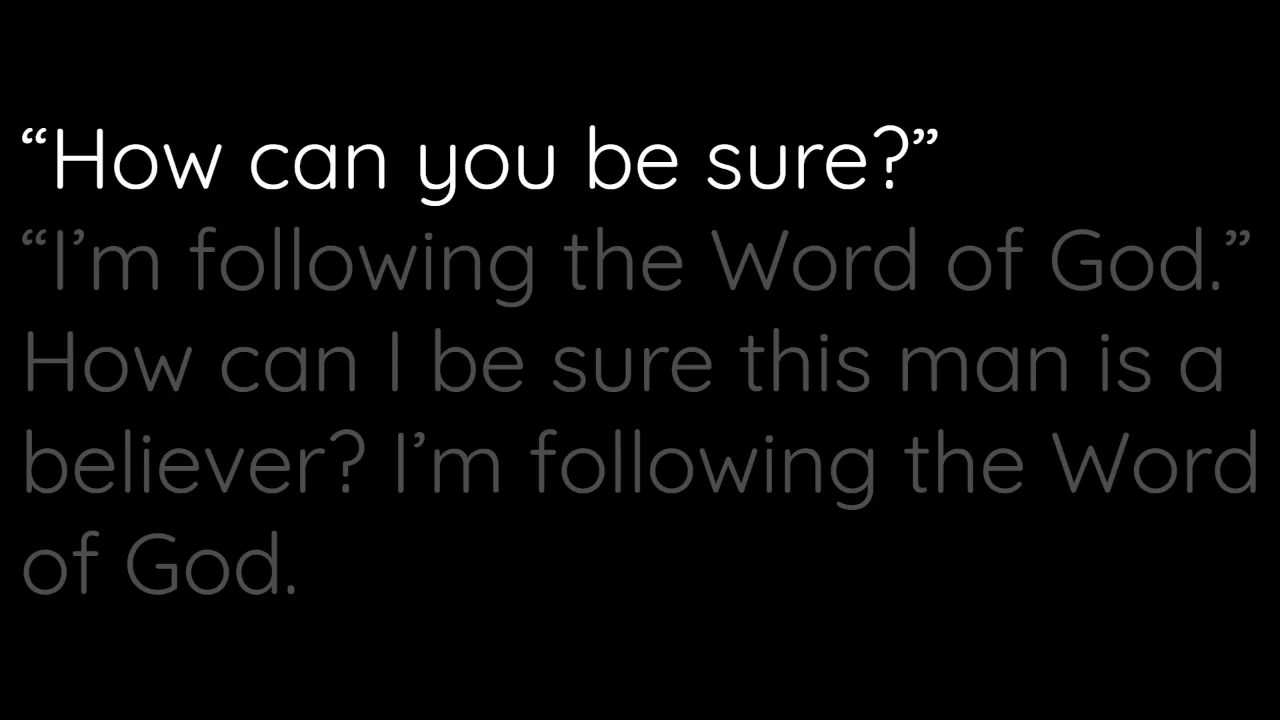 “How can you be sure?”
“I’m following the Word of God.”
How can I be sure this man is a
believer? I’m following the Word
of God.